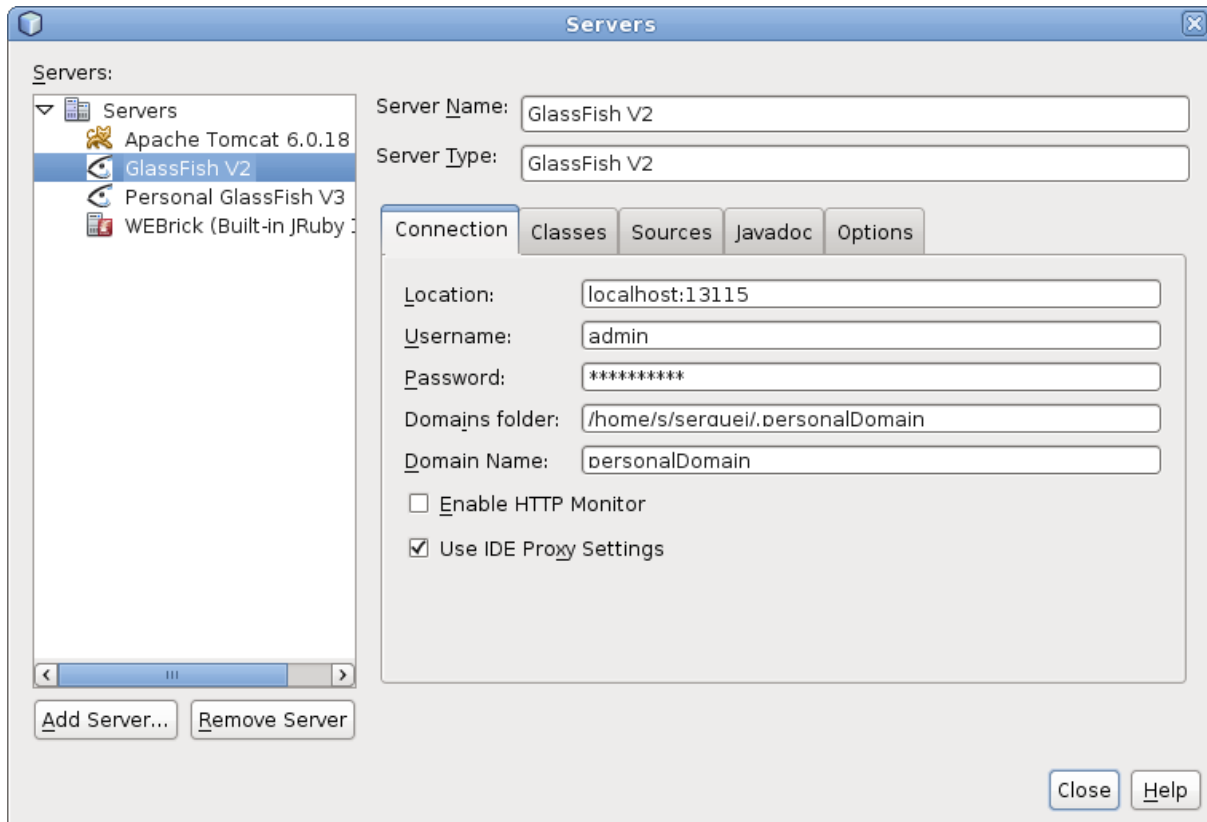 Servers
Servers:
Servers
Apache Tomcat 6.0.18
GlassFish V2
Personal GlassFish V3
WEBrick (Built-in JRuby
Add Server...
Remove Server
Server Name: GlassFish V2
Server Type: GlassFish V2
Connection Classes Sources Javadoc Options
Location: localhost:13115
Username: admin
Password: **********
Domains folder: /home/s/serguei/.personalDomain
Domain Name: personalDomain
Enable HTTP Monitor
Use IDE Proxy Settings
Close Help